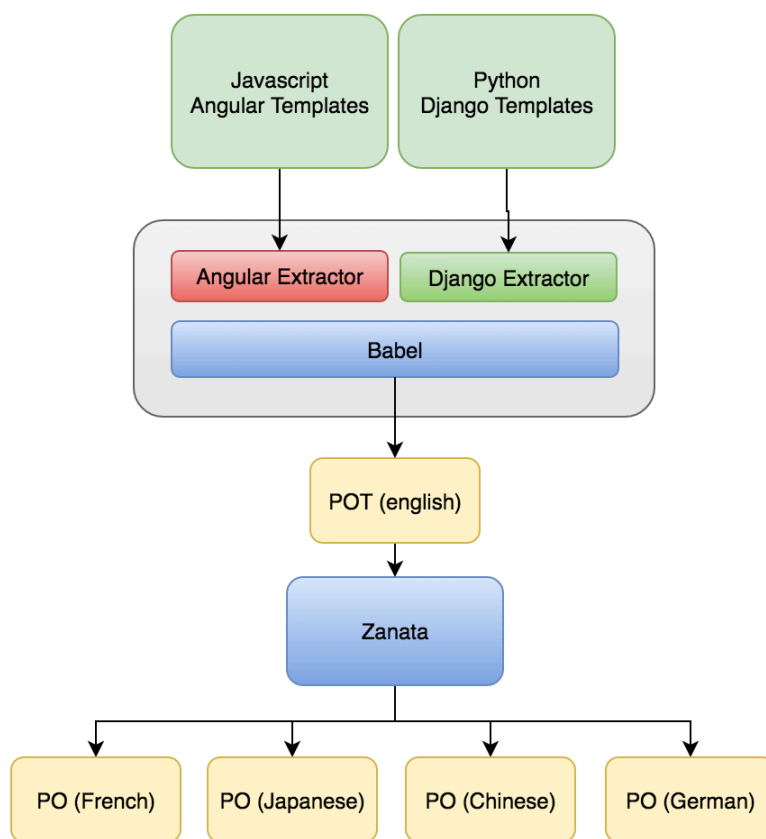 Javascript
Angular Templates
Python
Django Templates
Angular Extractor
Django Extractor
Babel
POT (english)
Zanata
PO (French)
PO (Japanese)
PO (Chinese)
PO (German)